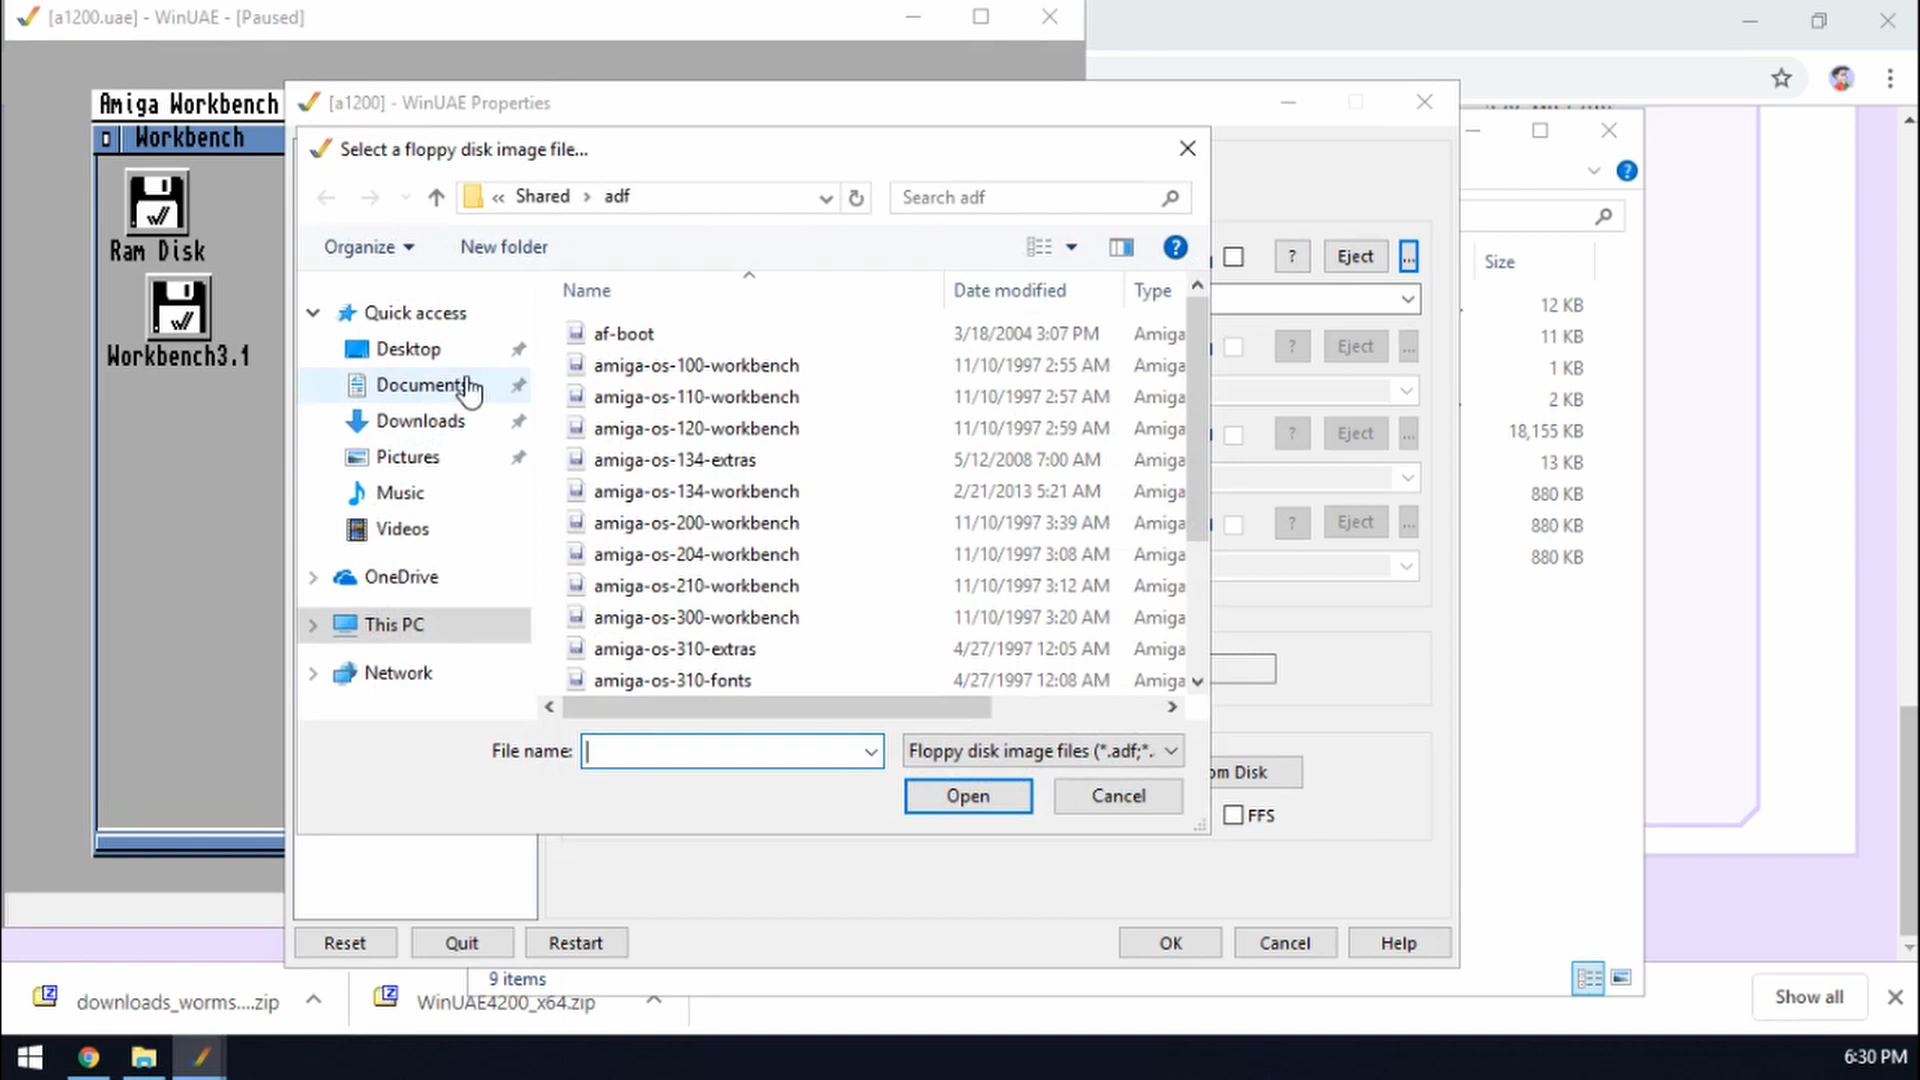 [a1200.uae] - WinUAE - [Paused]
Amiga Workbench
Workbench
Ram Disk
Workbench3.1
[a1200] - WinUAE Properties
Select a floppy disk image file...
« Shared › adf
Search adf
Organize
New folder
Name
Date modified
Type
Quick access
Desktop
Documents
Downloads
Pictures
Music
Videos
OneDrive
This PC
Network
af-boot 3/18/2004 3:07 PM Amiga
amiga-os-100-workbench 11/10/1997 2:55 AM Amiga
amiga-os-110-workbench 11/10/1997 2:57 AM Amiga
amiga-os-120-workbench 11/10/1997 2:59 AM Amiga
amiga-os-134-extras 5/12/2008 7:00 AM Amiga
amiga-os-134-workbench 2/21/2013 5:21 AM Amiga
amiga-os-200-workbench 11/10/1997 3:39 AM Amiga
amiga-os-204-workbench 11/10/1997 3:08 AM Amiga
amiga-os-210-workbench 11/10/1997 3:12 AM Amiga
amiga-os-300-workbench 11/10/1997 3:20 AM Amiga
amiga-os-310-extras 4/27/1997 12:05 AM Amiga
amiga-os-310-fonts 4/27/1997 12:08 AM Amiga
File name:
Floppy disk image files (*.adf;*.
Open
Cancel
? Eject ...
? Eject ...
? Eject ...
? Eject ...
om Disk
FFS
Reset
Quit
Restart
OK
Cancel
Help
Size
12 KB
11 KB
1 KB
2 KB
18,155 KB
13 KB
880 KB
880 KB
880 KB
9 items
downloads_worms....zip
WinUAE4200_x64.zip
Show all
6:30 PM